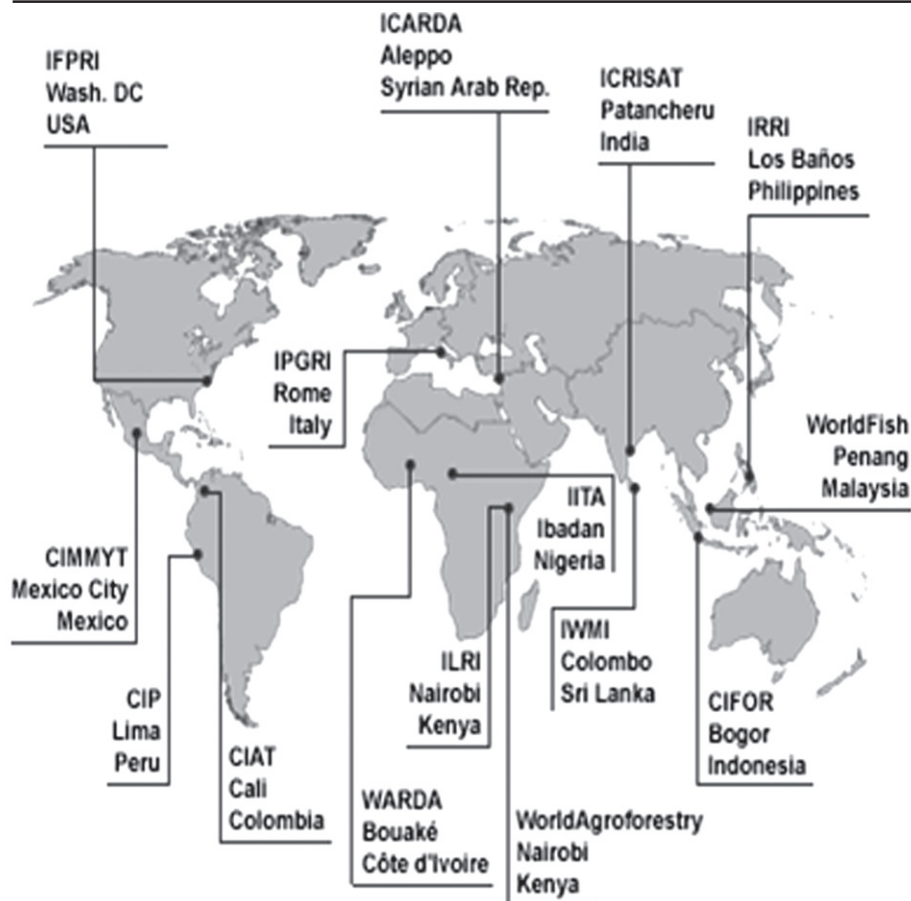 IFPRI
Wash. DC
USA
ICARDA
Aleppo
Syrian Arab Rep.
ICRISAT
Patancheru
India
IRRI
Los Baños
Philippines
IPGRI
Rome
Italy
WorldFish
Penang
Malaysia
IITA
Ibadan
Nigeria
CIMMYT
Mexico City
Mexico
IWMI
Colombo
Sri Lanka
ILRI
Nairobi
Kenya
CIP
Lima
Peru
CIFOR
Bogor
Indonesia
CIAT
Cali
Colombia
WARDA
Bouaké
Côte d'Ivoire
WorldAgroforestry
Nairobi
Kenya